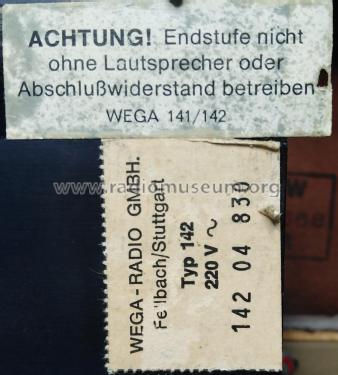 ACHTUNG! Endstufe nicht
ohne Lautsprecher oder
Abschlußwiderstand betreiben
WEGA 141/142
www.radiomuseum.org
WEGA-RADIO GMBH.
Fellbach/Stuttgart
Typ 142
220 V ~
142 04 830